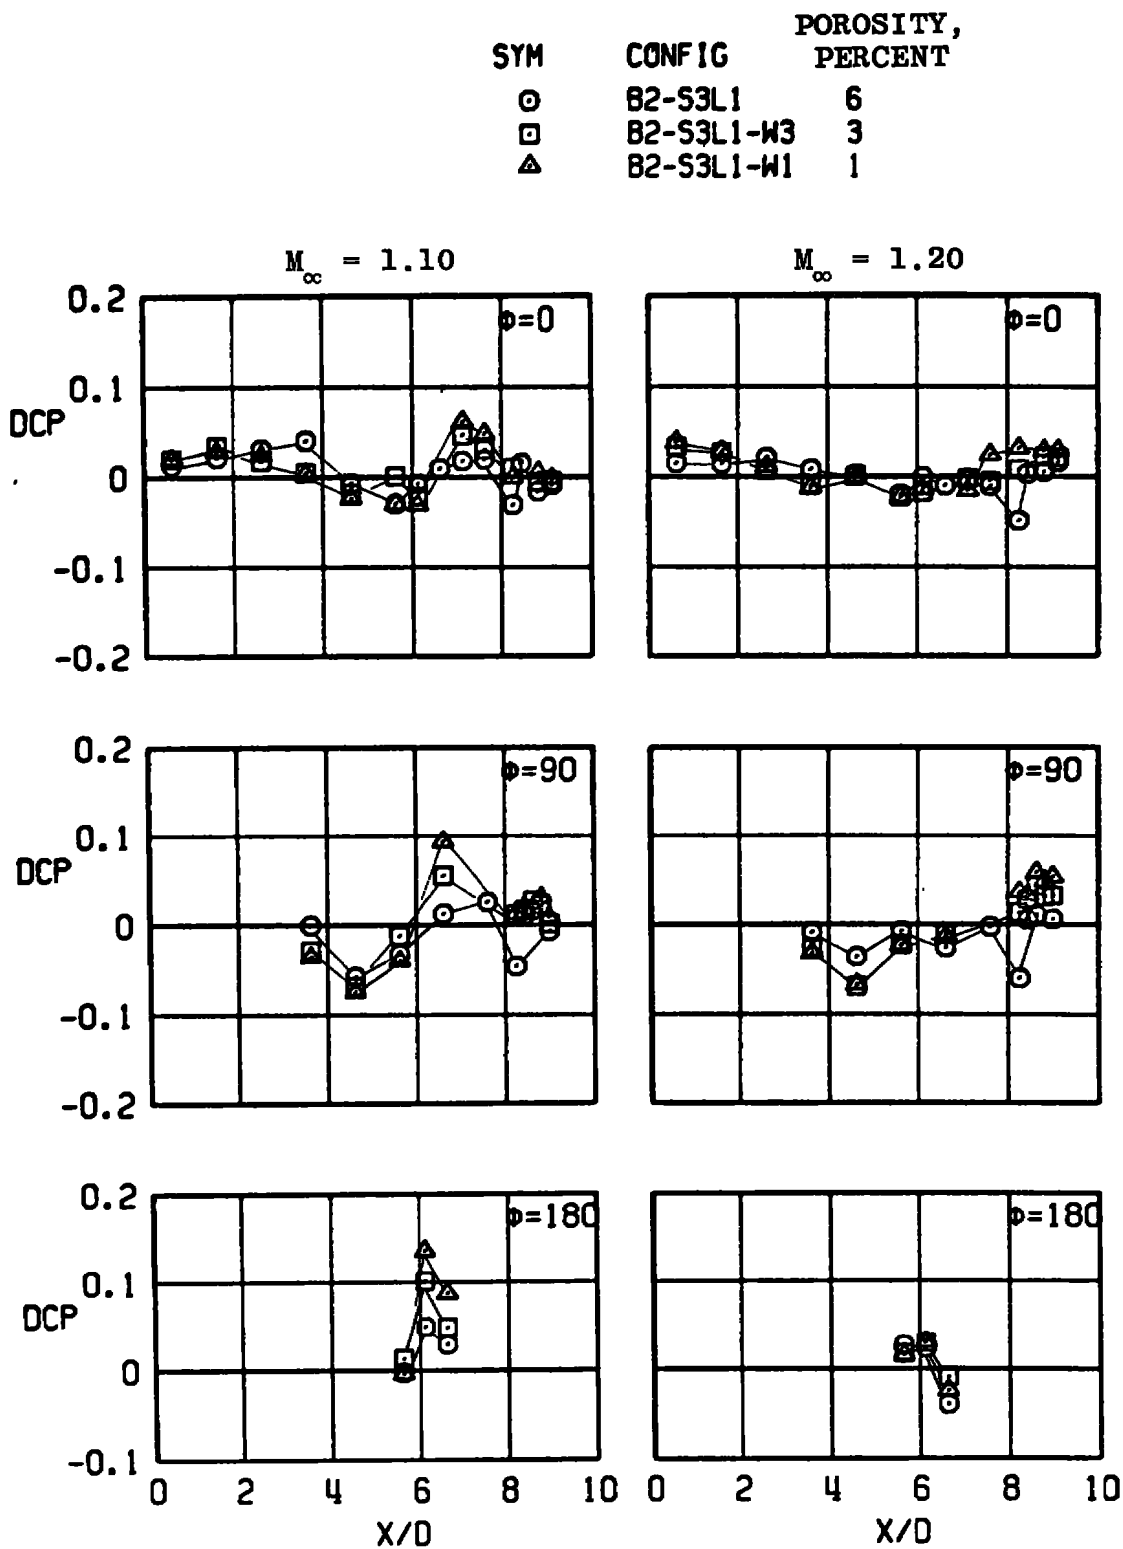 POROSITY,
SYM CONFIG PERCENT
B2-S3L1 6
B2-S3L1-W3 3
B2-S3L1-W1 1
M∞ = 1.10 M∞ = 1.20
0.2
Φ=0 Φ=0
0.1
DCP
0
-0.1
-0.2
0.2
Φ=90 Φ=90
0.1
DCP
0
-0.1
-0.2
0.2
Φ=180 Φ=180
0.1
DCP
0
-0.1
0 2 4 6 8 10 0 2 4 6 8 10
X/D X/D